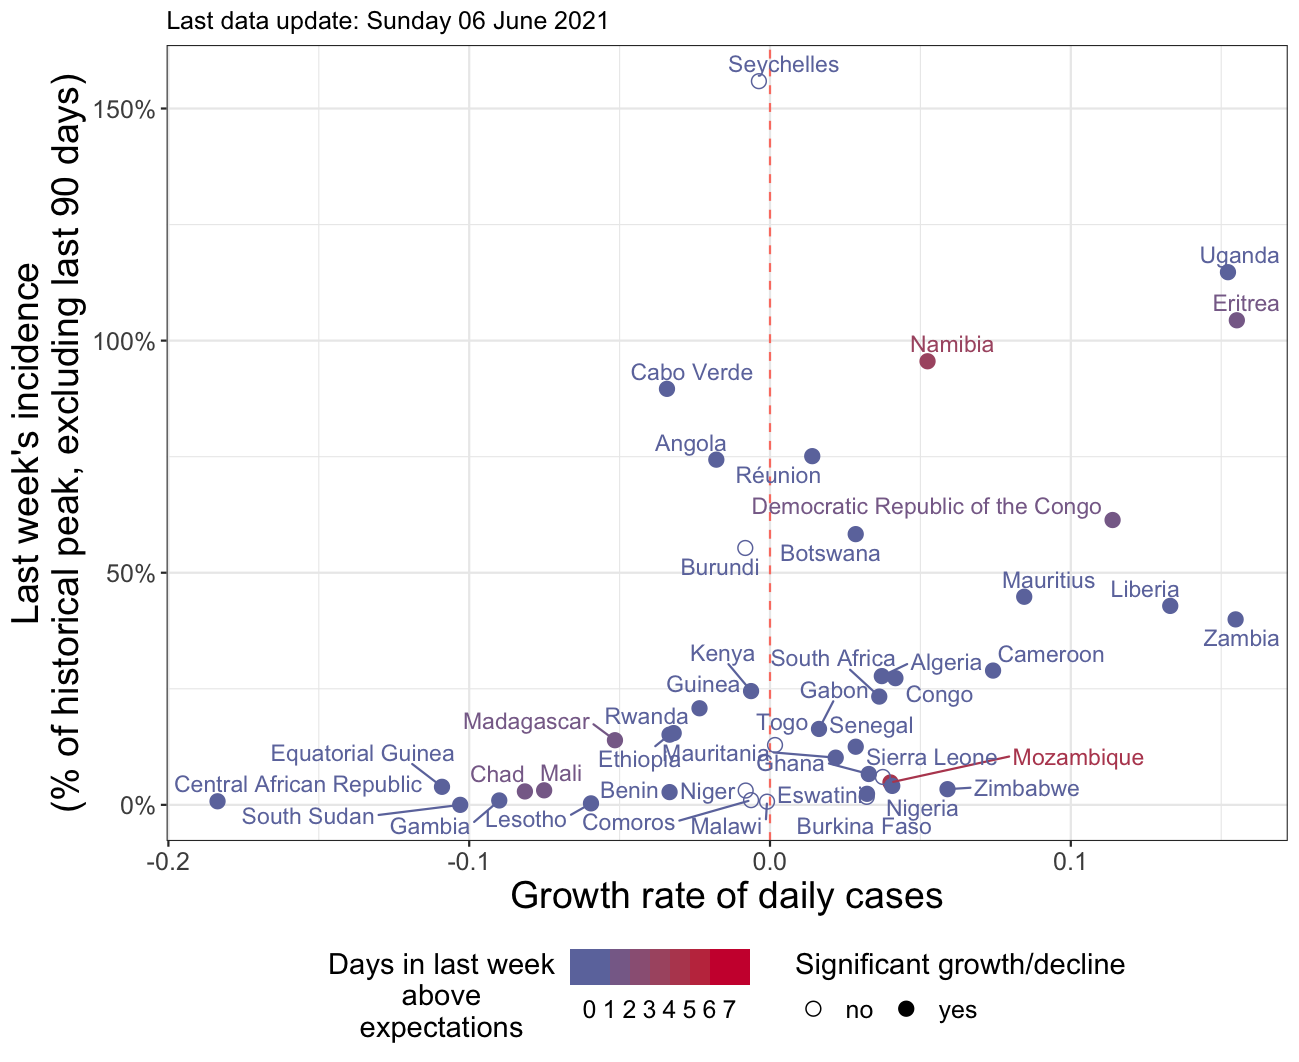 Last data update: Sunday 06 June 2021
Last week's incidence
(% of historical peak, excluding last 90 days)
150%
100%
50%
0%
Seychelles
Uganda
Eritrea
Namibia
Cabo Verde
Angola
Réunion
Democratic Republic of the Congo
Botswana
Burundi
Mauritius
Liberia
Zambia
Kenya
South Africa
Algeria
Cameroon
Guinea
Gabon
Congo
Madagascar
Rwanda
Togo
Senegal
Equatorial Guinea
Ethiopia
Mauritania
Ghana
Sierra Leone
Mozambique
Central African Republic
Chad
Mali
Benin
Niger
Eswatini
Zimbabwe
Nigeria
South Sudan
Gambia
Lesotho
Comoros
Malawi
Burkina Faso
-0.2
-0.1
0.0
0.1
Growth rate of daily cases
Days in last week
above
expectations
0 1 2 3 4 5 6 7
Significant growth/decline
no
yes